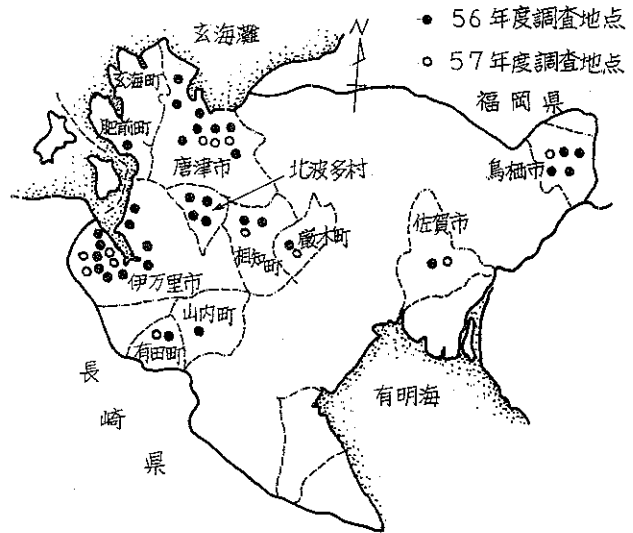 玄海灘
N
● 56年度調査地点
○ 57年度調査地点
福岡県
玄海町
肥前町
唐津市
北波多村
鳥栖市
佐賀市
相知町
厳木町
伊万里市
山内町
有田町
有明海
長崎県